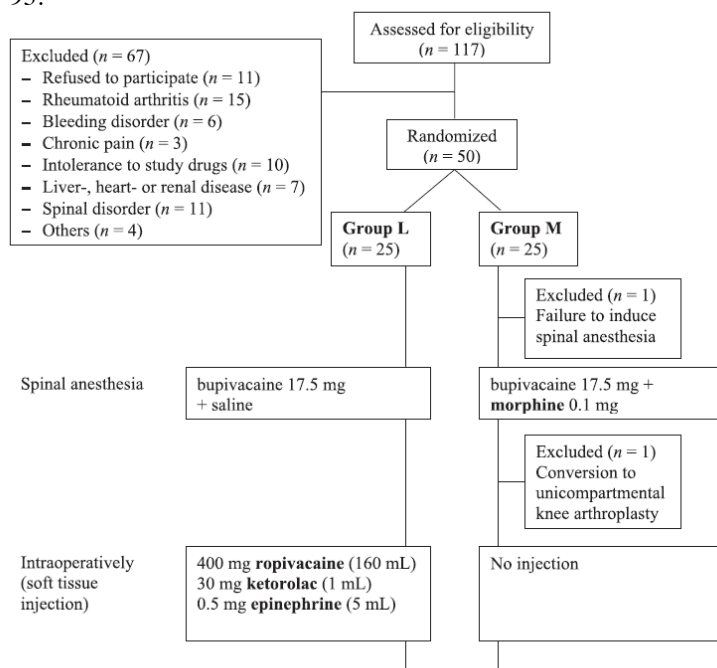 Assessed for eligibility
(n = 117)
Excluded (n = 67)
– Refused to participate (n = 11)
– Rheumatoid arthritis (n = 15)
– Bleeding disorder (n = 6)
– Chronic pain (n = 3)
– Intolerance to study drugs (n = 10)
– Liver-, heart- or renal disease (n = 7)
– Spinal disorder (n = 11)
– Others (n = 4)
Randomized
(n = 50)
Group L
(n = 25)
Group M
(n = 25)
Excluded (n = 1)
Failure to induce
spinal anesthesia
Spinal anesthesia
bupivacaine 17.5 mg
+ saline
bupivacaine 17.5 mg +
morphine 0.1 mg
Excluded (n = 1)
Conversion to
unicompartmental
knee arthroplasty
Intraoperatively
(soft tissue
injection)
400 mg ropivacaine (160 mL)
30 mg ketorolac (1 mL)
0.5 mg epinephrine (5 mL)
No injection